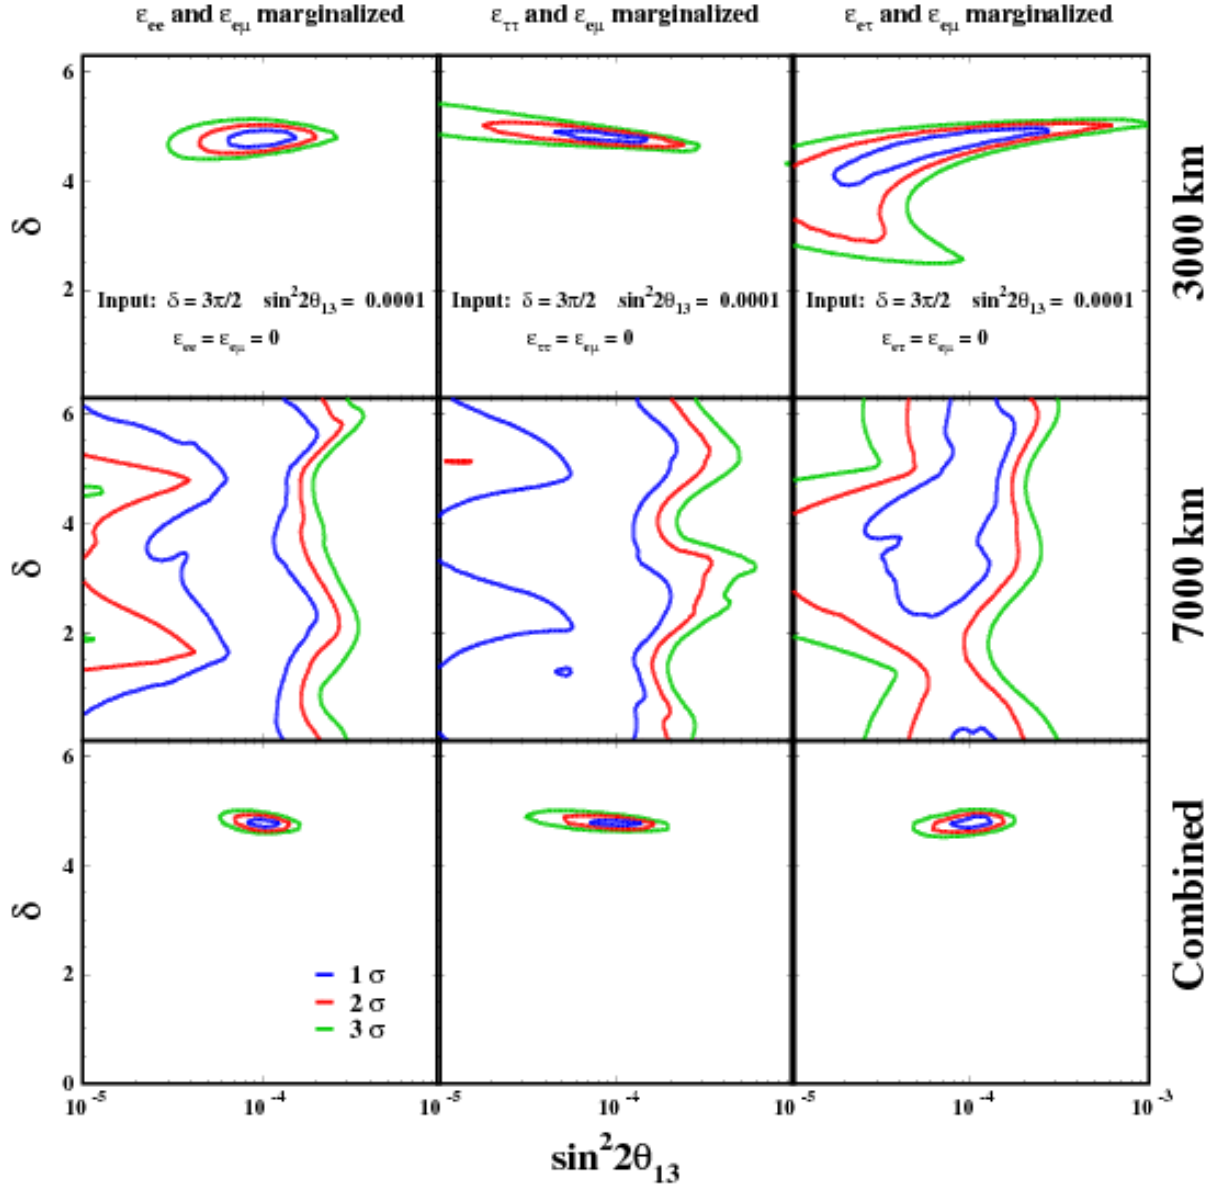 ε_ee and ε_eμ marginalized
ε_ττ and ε_eμ marginalized
ε_eτ and ε_eμ marginalized
6
4
δ
2
Input: δ = 3π/2 sin²2θ₁₃ = 0.0001
ε_ee = ε_eμ = 0
Input: δ = 3π/2 sin²2θ₁₃ = 0.0001
ε_ττ = ε_eμ = 0
Input: δ = 3π/2 sin²2θ₁₃ = 0.0001
ε_eτ = ε_eμ = 0
3000 km
6
4
δ
2
7000 km
6
4
δ
2
0
1 σ
2 σ
3 σ
Combined
10⁻⁵ 10⁻⁴ 10⁻⁵ 10⁻⁴ 10⁻⁵ 10⁻⁴ 10⁻³
sin²2θ₁₃